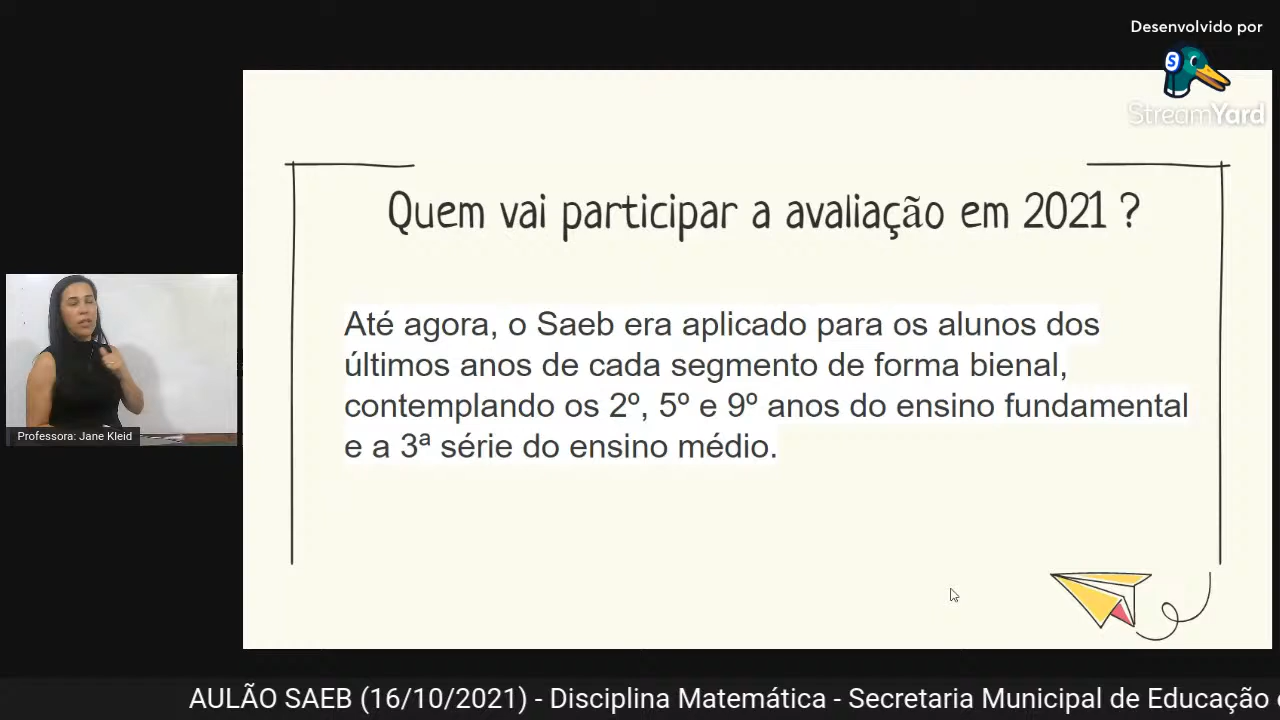 Desenvolvido por
StreamYard
Quem vai participar a avaliação em 2021 ?
Até agora, o Saeb era aplicado para os alunos dos
últimos anos de cada segmento de forma bienal,
contemplando os 2º, 5º e 9º anos do ensino fundamental
e a 3ª série do ensino médio.
Professora: Jane Kleid
AULÃO SAEB (16/10/2021) - Disciplina Matemática - Secretaria Municipal de Educação